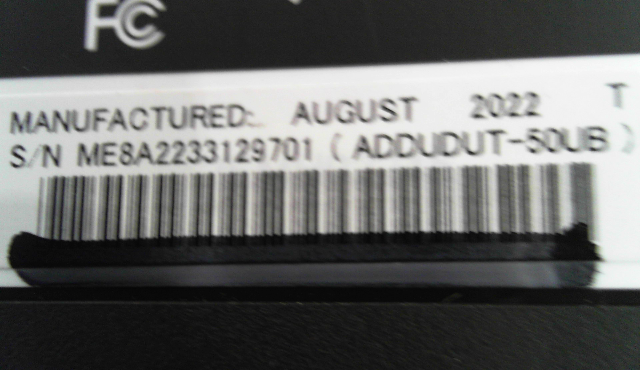 FC
MANUFACTURED: AUGUST 2022 T
S/N ME8A2233129701 (ADDUDUT-50UB)